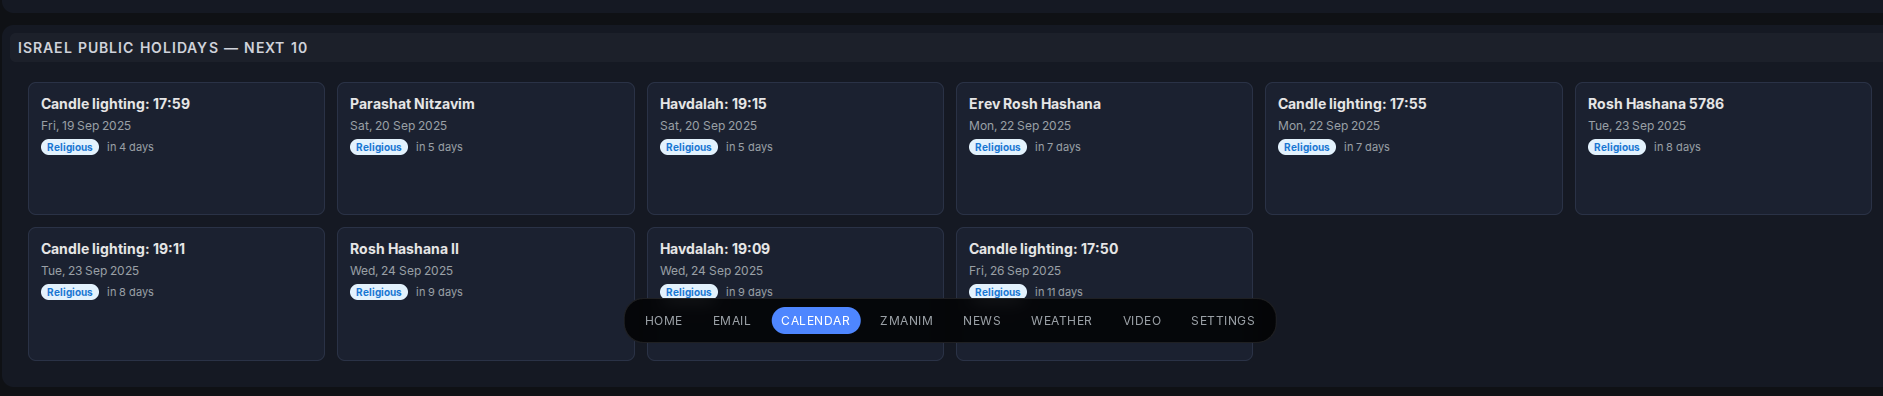 ISRAEL PUBLIC HOLIDAYS — NEXT 10
Candle lighting: 17:59
Fri, 19 Sep 2025
Religious in 4 days
Parashat Nitzavim
Sat, 20 Sep 2025
Religious in 5 days
Havdalah: 19:15
Sat, 20 Sep 2025
Religious in 5 days
Erev Rosh Hashana
Mon, 22 Sep 2025
Religious in 7 days
Candle lighting: 17:55
Mon, 22 Sep 2025
Religious in 7 days
Rosh Hashana 5786
Tue, 23 Sep 2025
Religious in 8 days
Candle lighting: 19:11
Tue, 23 Sep 2025
Religious in 8 days
Rosh Hashana II
Wed, 24 Sep 2025
Religious in 9 days
Havdalah: 19:09
Wed, 24 Sep 2025
Religious in 9 days
Candle lighting: 17:50
Fri, 26 Sep 2025
Religious in 11 days
HOME EMAIL CALENDAR ZMANIM NEWS WEATHER VIDEO SETTINGS